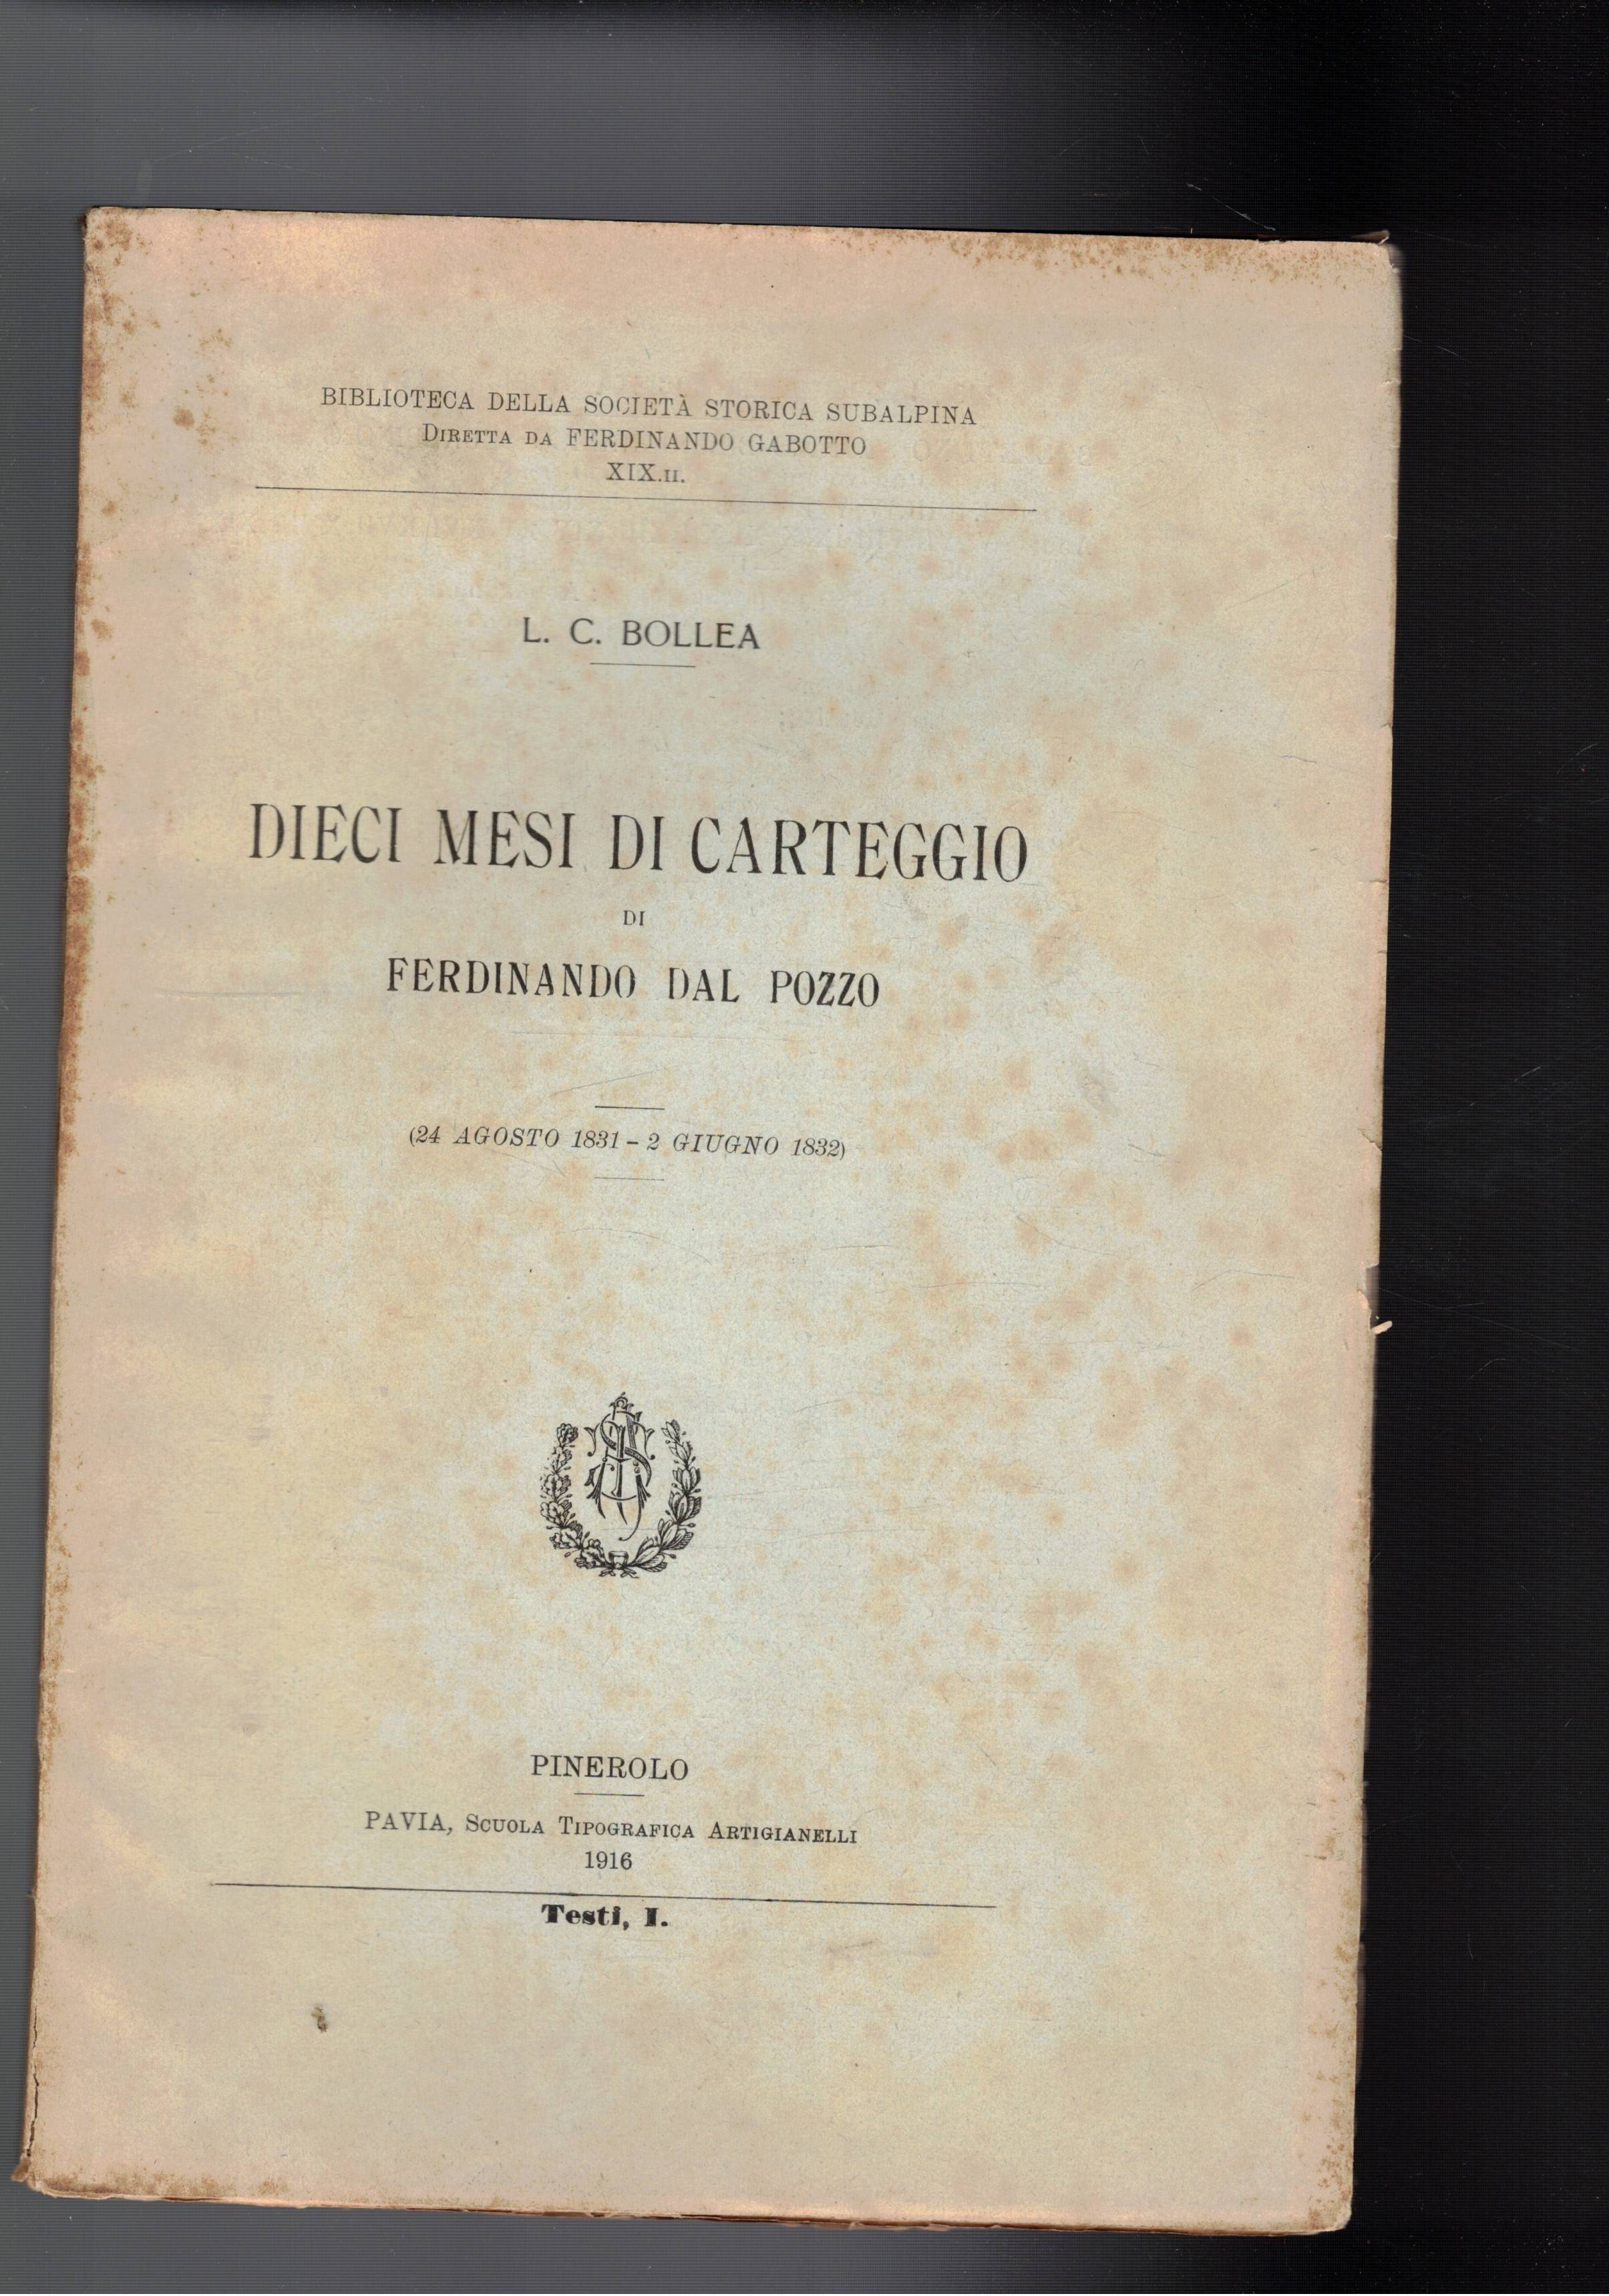 BIBLIOTECA DELLA SOCIETÀ STORICA SUBALPINA
DIRETTA DA FERDINANDO GABOTTO
XIX.II.
L. C. BOLLEA
DIECI MESI DI CARTEGGIO
DI
FERDINANDO DAL POZZO
(24 AGOSTO 1831 - 2 GIUGNO 1832)
PINEROLO
PAVIA, SCUOLA TIPOGRAFICA ARTIGIANELLI
1916
Testi, I.